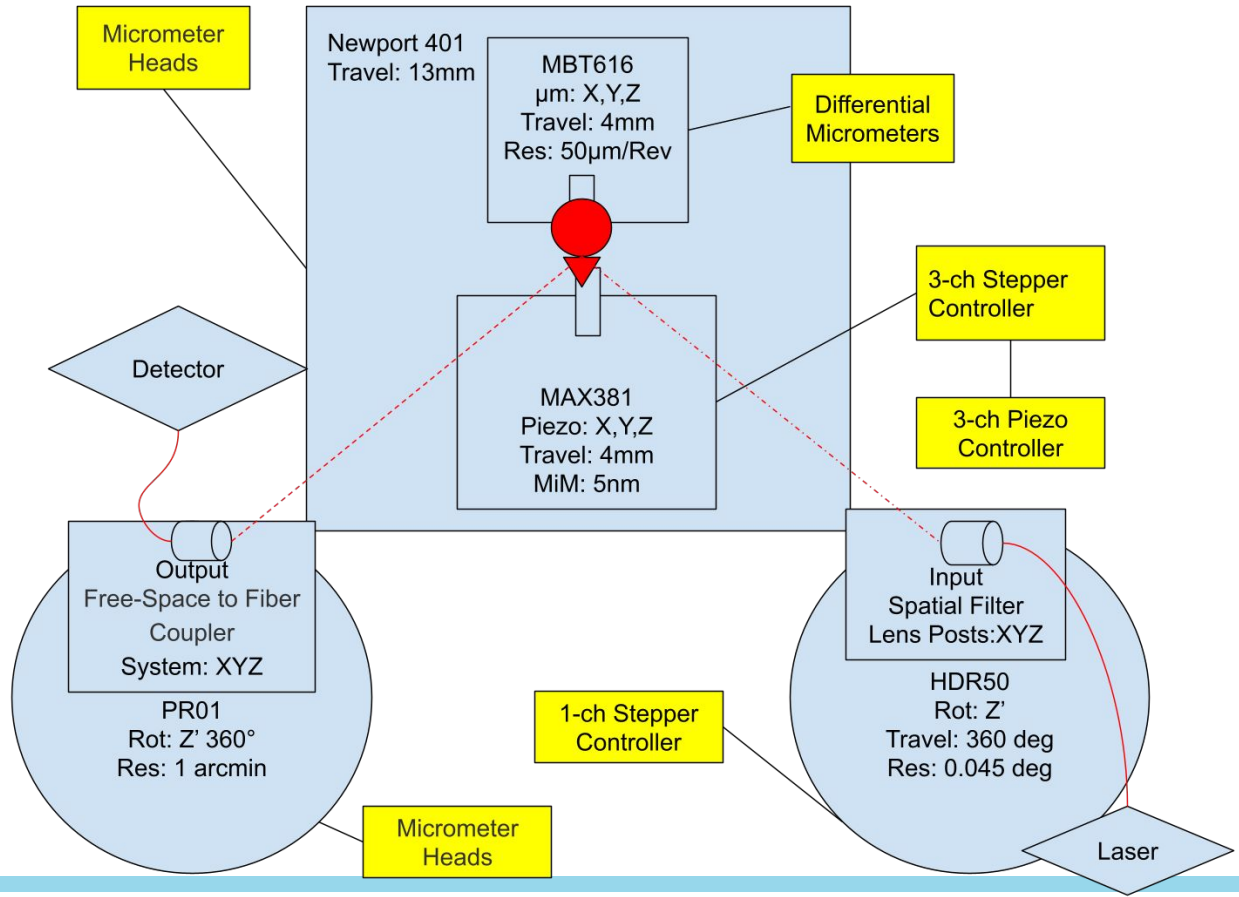 Micrometer
Heads
Newport 401
Travel: 13mm
MBT616
µm: X,Y,Z
Travel: 4mm
Res: 50µm/Rev
Differential
Micrometers
3-ch Stepper
Controller
3-ch Piezo
Controller
Detector
MAX381
Piezo: X,Y,Z
Travel: 4mm
MiM: 5nm
Output
Free-Space to Fiber
Coupler
System: XYZ
PR01
Rot: Z’ 360°
Res: 1 arcmin
Micrometer
Heads
1-ch Stepper
Controller
Input
Spatial Filter
Lens Posts:XYZ
HDR50
Rot: Z’
Travel: 360 deg
Res: 0.045 deg
Laser